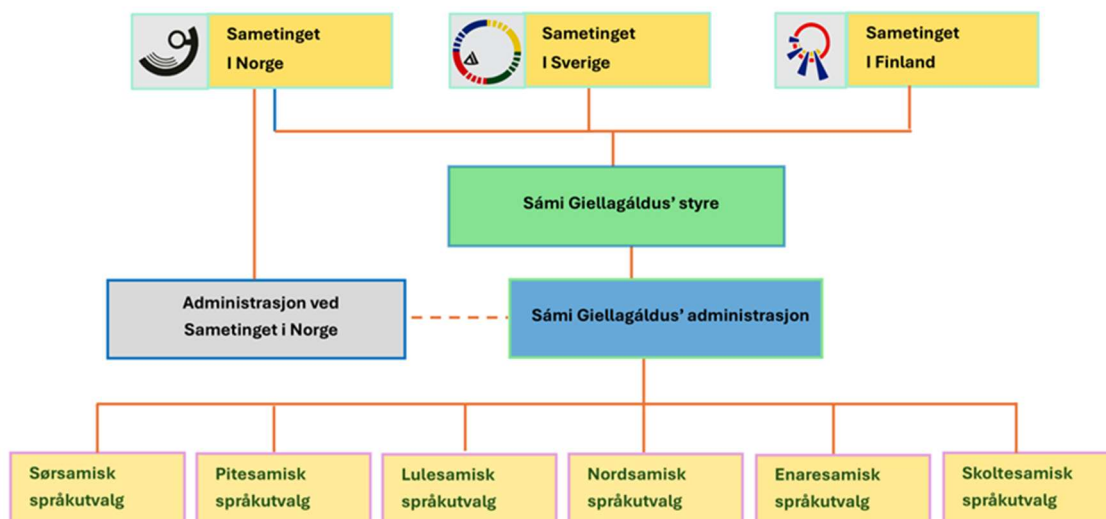 Sametinget
I Norge
Sametinget
I Sverige
Sametinget
I Finland
Sámi Giellagáldus’ styre
Administrasjon ved
Sametinget i Norge
Sámi Giellagáldus’ administrasjon
Sørsamisk
språkutvalg
Pitesamisk
språkutvalg
Lulesamisk
språkutvalg
Nordsamisk
språkutvalg
Enaresamisk
språkutvalg
Skoltesamisk
språkutvalg